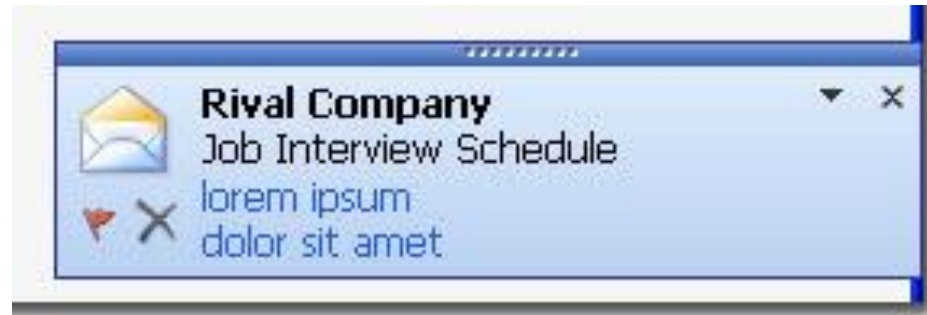 Rival Company
Job Interview Schedule
lorem ipsum
dolor sit amet